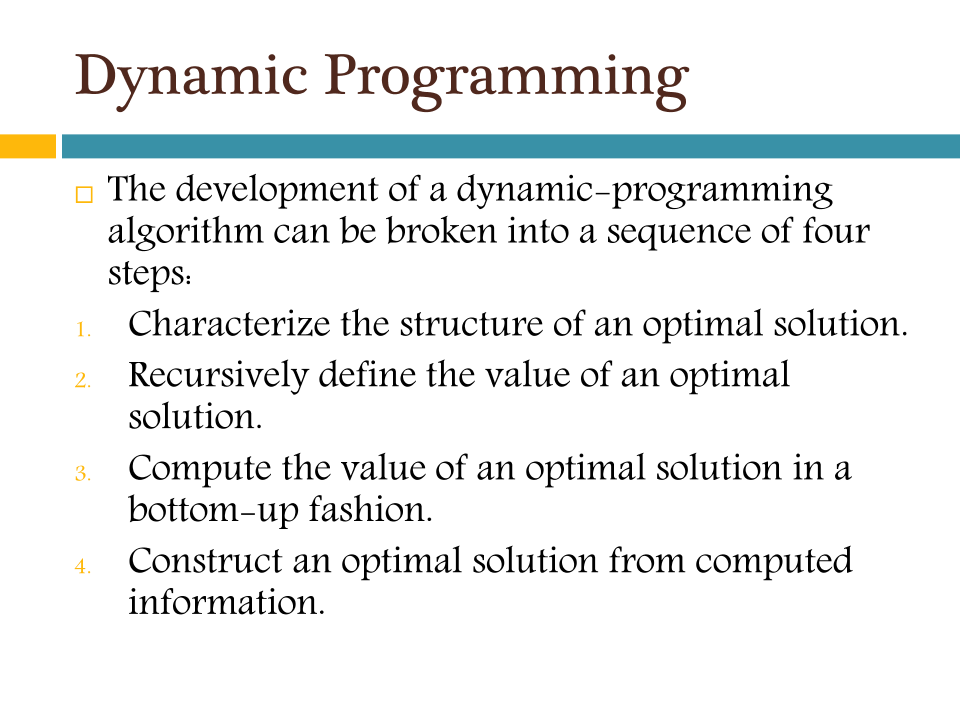 Dynamic Programming
The development of a dynamic-programming
algorithm can be broken into a sequence of four
steps:
1. Characterize the structure of an optimal solution.
2. Recursively define the value of an optimal
solution.
3. Compute the value of an optimal solution in a
bottom-up fashion.
4. Construct an optimal solution from computed
information.